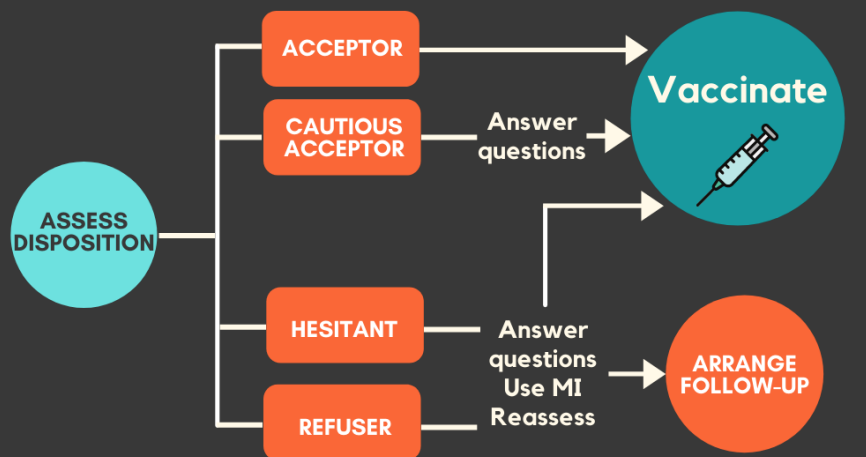 ASSESS
DISPOSITION
ACCEPTOR
CAUTIOUS
ACCEPTOR
Answer
questions
Vaccinate
HESITANT
REFUSER
Answer
questions
Use MI
Reassess
ARRANGE
FOLLOW-UP